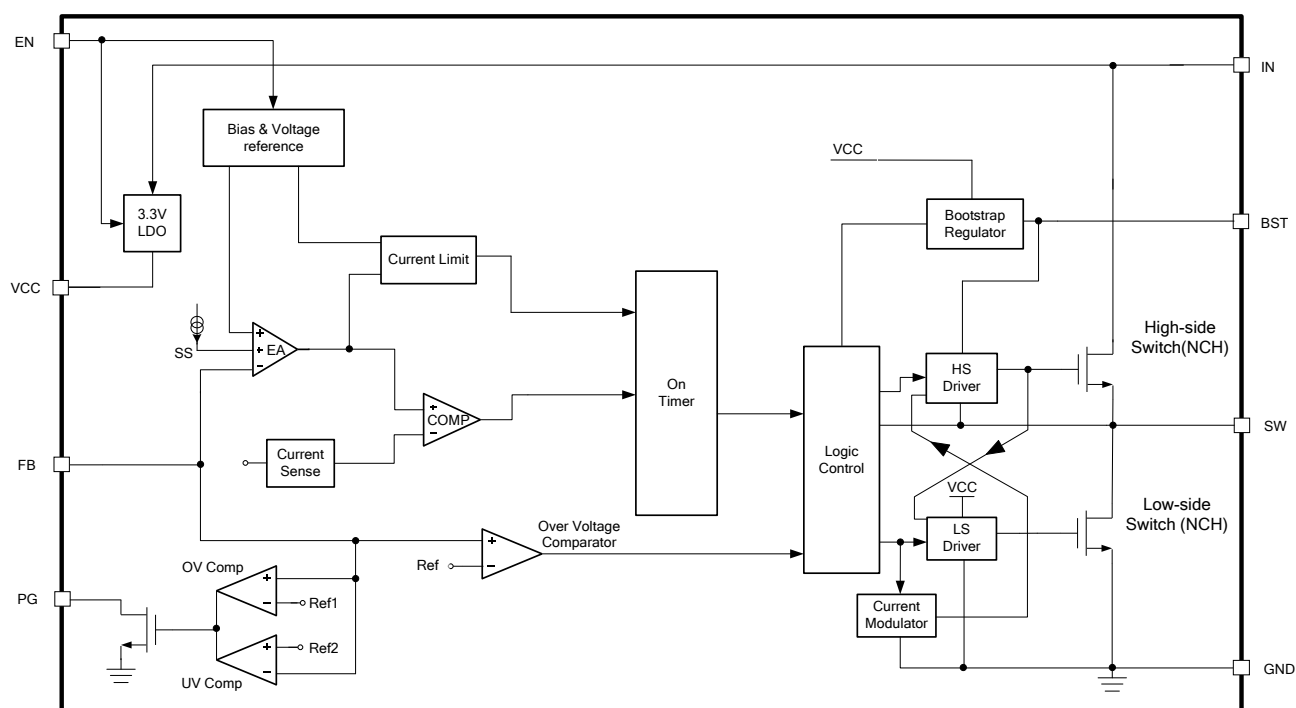 EN
IN
Bias & Voltage
reference
VCC
3.3V
LDO
Bootstrap
Regulator
BST
Current Limit
VCC
SS
+
+
-
EA
On
Timer
High-side
Switch(NCH)
HS
Driver
+
-
COMP
Logic
Control
SW
FB
Current
Sense
VCC
Low-side
Switch (NCH)
LS
Driver
Over Voltage
Comparator
+
-
Ref
OV Comp
+
-
Ref1
PG
Current
Modulator
+
-
Ref2
UV Comp
GND